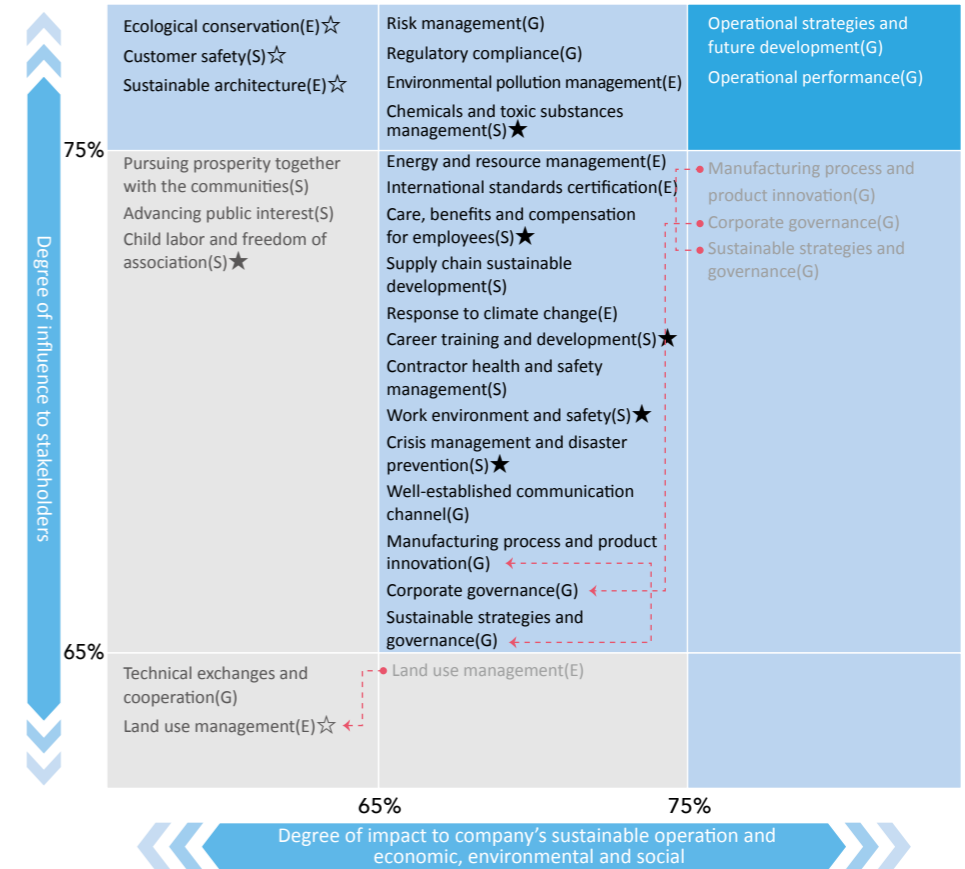 Degree of influence to stakeholders
75%
65%
Ecological conservation(E)☆
Customer safety(S)☆
Sustainable architecture(E)☆
Risk management(G)
Regulatory compliance(G)
Environmental pollution management(E)
Chemicals and toxic substances
management(S)★
Operational strategies and
future development(G)
Operational performance(G)
Pursuing prosperity together
with the communities(S)
Advancing public interest(S)
Child labor and freedom of
association(S)★
Energy and resource management(E)
International standards certification(E)
Care, benefits and compensation
for employees(S)★
Supply chain sustainable
development(S)
Response to climate change(E)
Career training and development(S)★
Contractor health and safety
management(S)
Work environment and safety(S)★
Crisis management and disaster
prevention(S)★
Well-established communication
channel(G)
Manufacturing process and product
innovation(G)
Corporate governance(G)
Sustainable strategies and
governance(G)
Manufacturing process and
product innovation(G)
Corporate governance(G)
Sustainable strategies and
governance(G)
Technical exchanges and
cooperation(G)
Land use management(E)☆
Land use management(E)
65%
75%
Degree of impact to company's sustainable operation and
economic, environmental and social